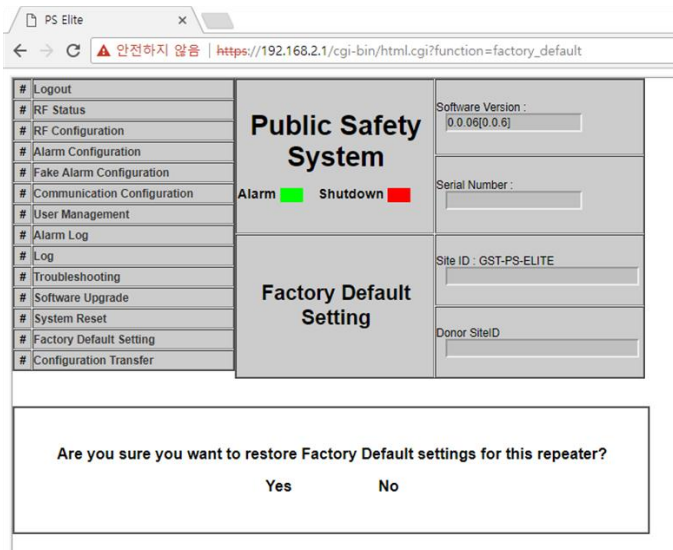 PS Elite
안전하지 않음 | https://192.168.2.1/cgi-bin/html.cgi?function=factory_default
# Logout
# RF Status
# RF Configuration
# Alarm Configuration
# Fake Alarm Configuration
# Communication Configuration
# User Management
# Alarm Log
# Log
# Troubleshooting
# Software Upgrade
# System Reset
# Factory Default Setting
# Configuration Transfer
Public Safety
System
Alarm Shutdown
Factory Default
Setting
Software Version :
0.0.06[0.0.6]
Serial Number :
Site ID : GST-PS-ELITE
Donor SiteID
Are you sure you want to restore Factory Default settings for this repeater?
Yes No